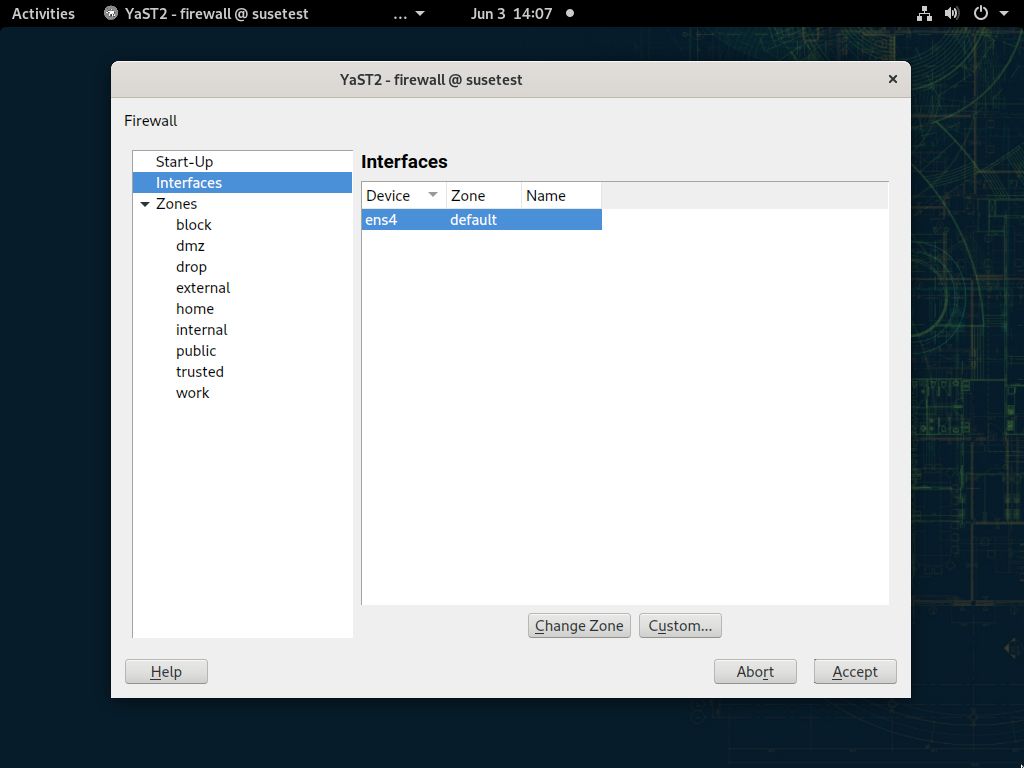 Activities YaST2 - firewall @ susetest ... Jun 3 14:07
YaST2 - firewall @ susetest
Firewall
Start-Up
Interfaces
Zones
block
dmz
drop
external
home
internal
public
trusted
work
Interfaces
Device Zone Name
ens4 default
Change Zone Custom...
Help Abort Accept